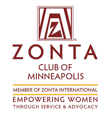 ZONTA
CLUB OF
MINNEAPOLIS
MEMBER OF ZONTA INTERNATIONAL
EMPOWERING WOMEN
THROUGH SERVICE & ADVOCACY